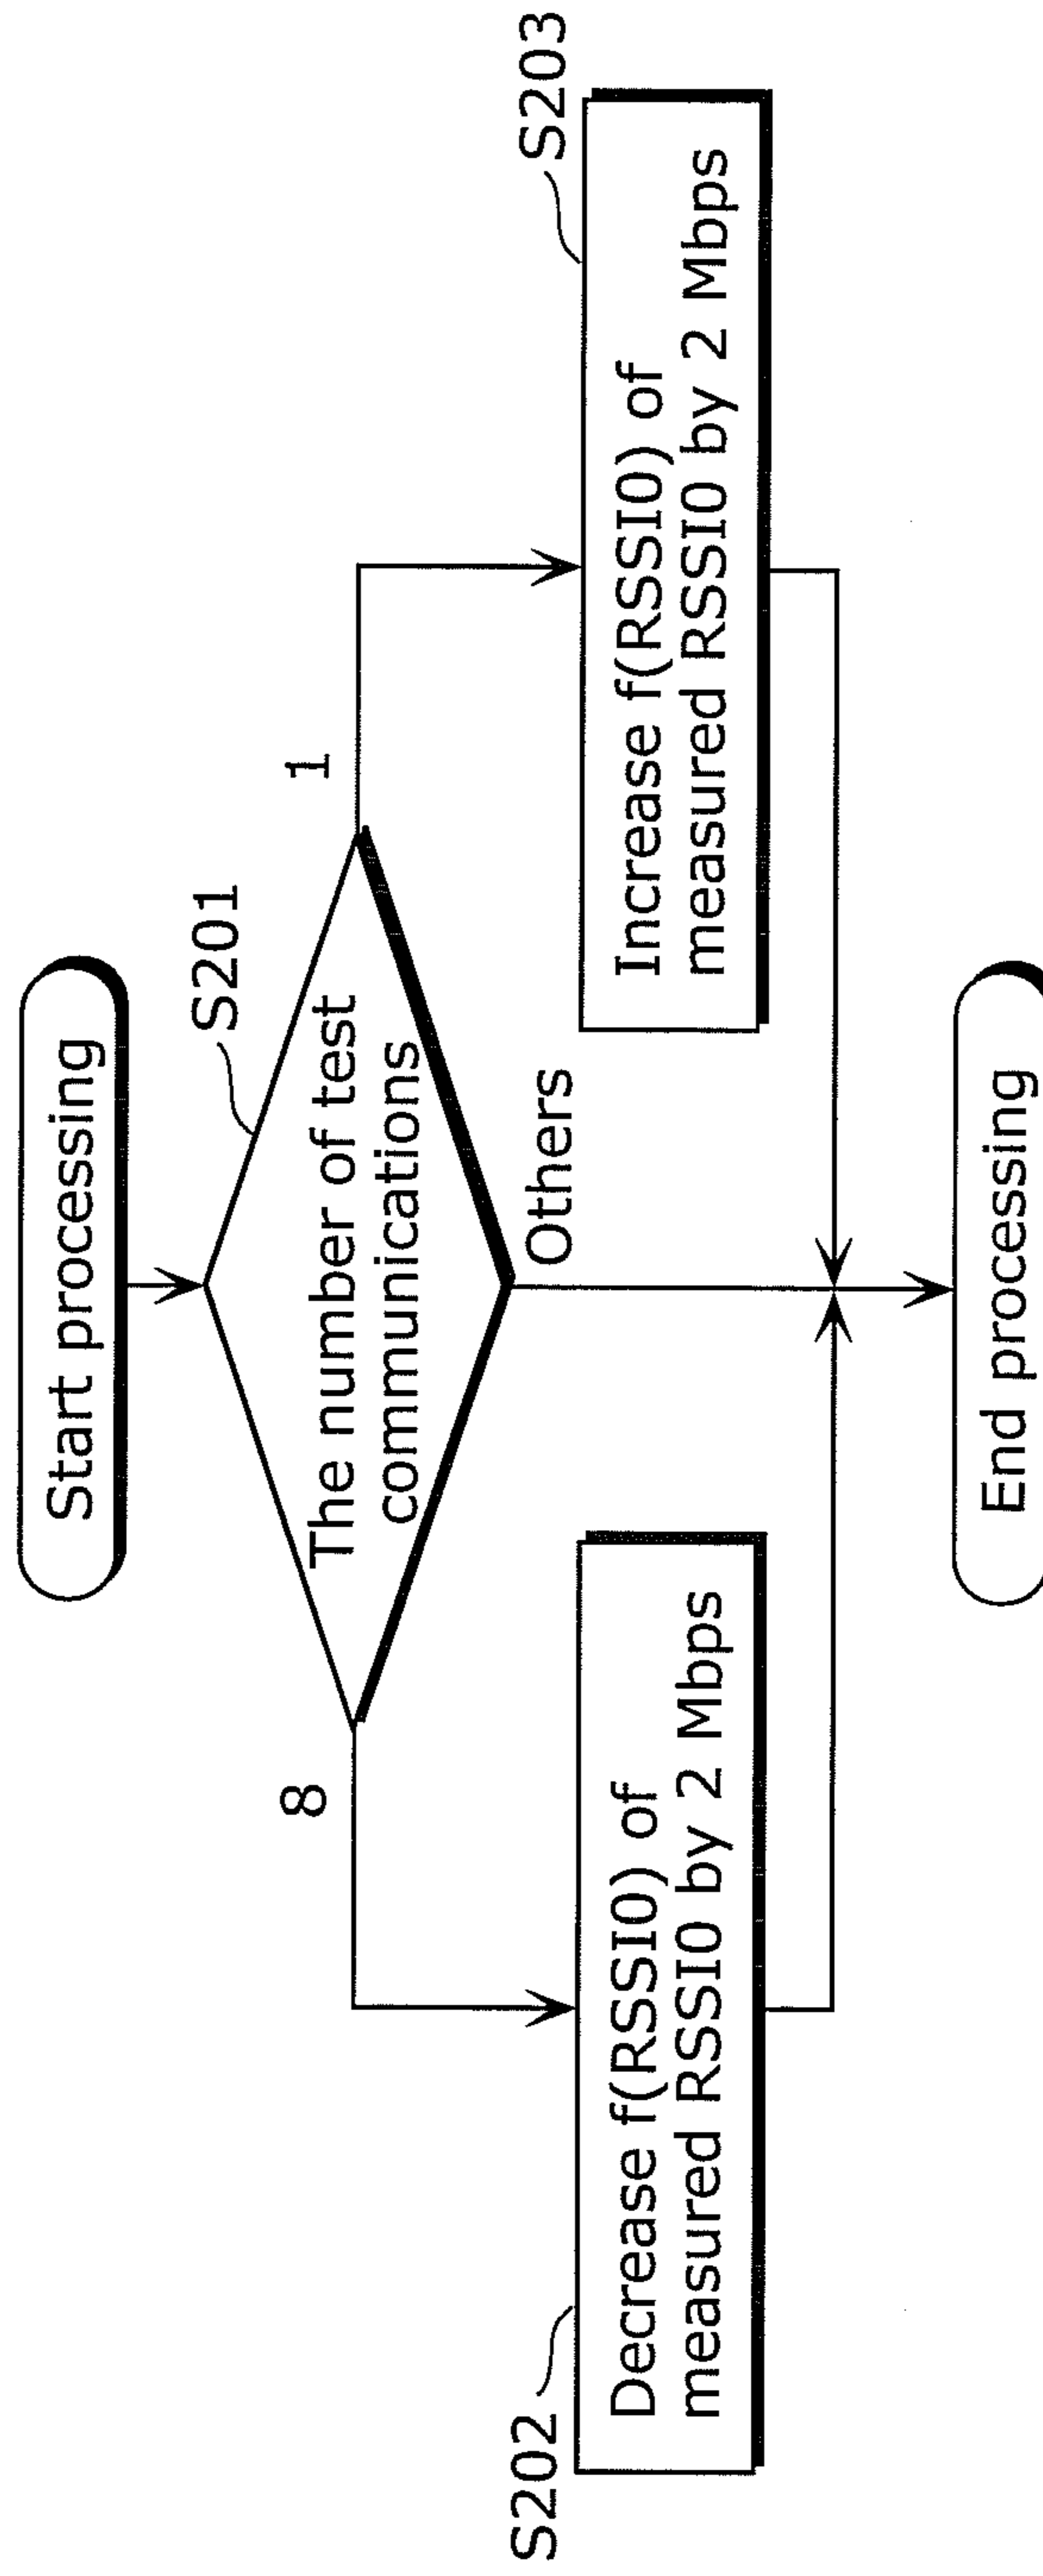 Start processing
S201
The number of test
communications
8
1
Others
S202
Decrease f(RSSI0) of
measured RSSI0 by 2 Mbps
S203
Increase f(RSSI0) of
measured RSSI0 by 2 Mbps
End processing